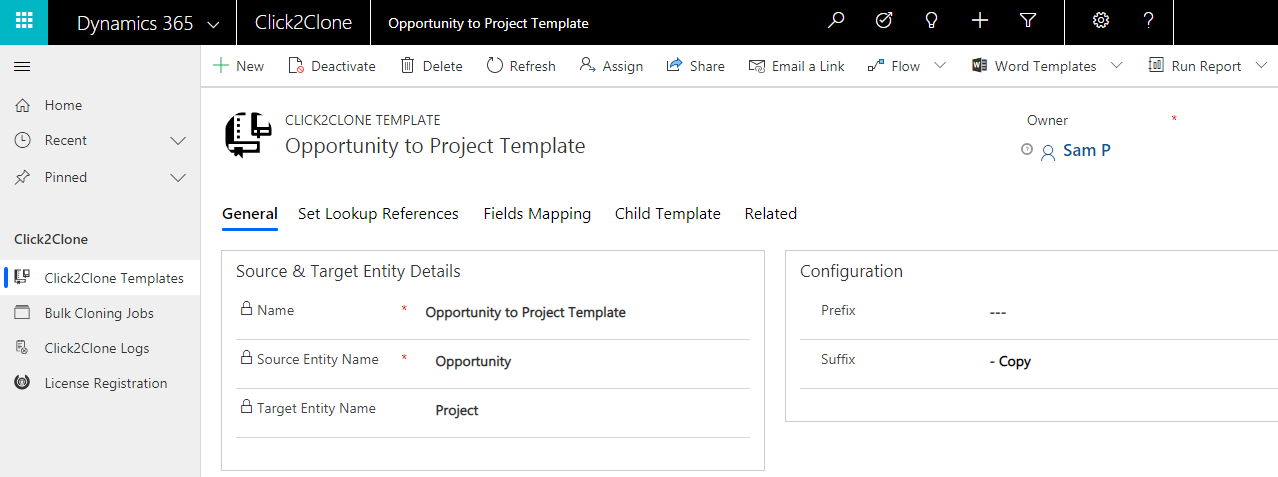 Dynamics 365 Click2Clone Opportunity to Project Template ?
New Deactivate Delete Refresh Assign Share Email a Link Flow Word Templates Run Report
Home
Recent
Pinned
Click2Clone
Click2Clone Templates
Bulk Cloning Jobs
Click2Clone Logs
License Registration
CLICK2CLONE TEMPLATE
Opportunity to Project Template
Owner *
Sam P
General Set Lookup References Fields Mapping Child Template Related
Source & Target Entity Details
Name * Opportunity to Project Template
Source Entity Name * Opportunity
Target Entity Name Project
Configuration
Prefix ---
Suffix - Copy